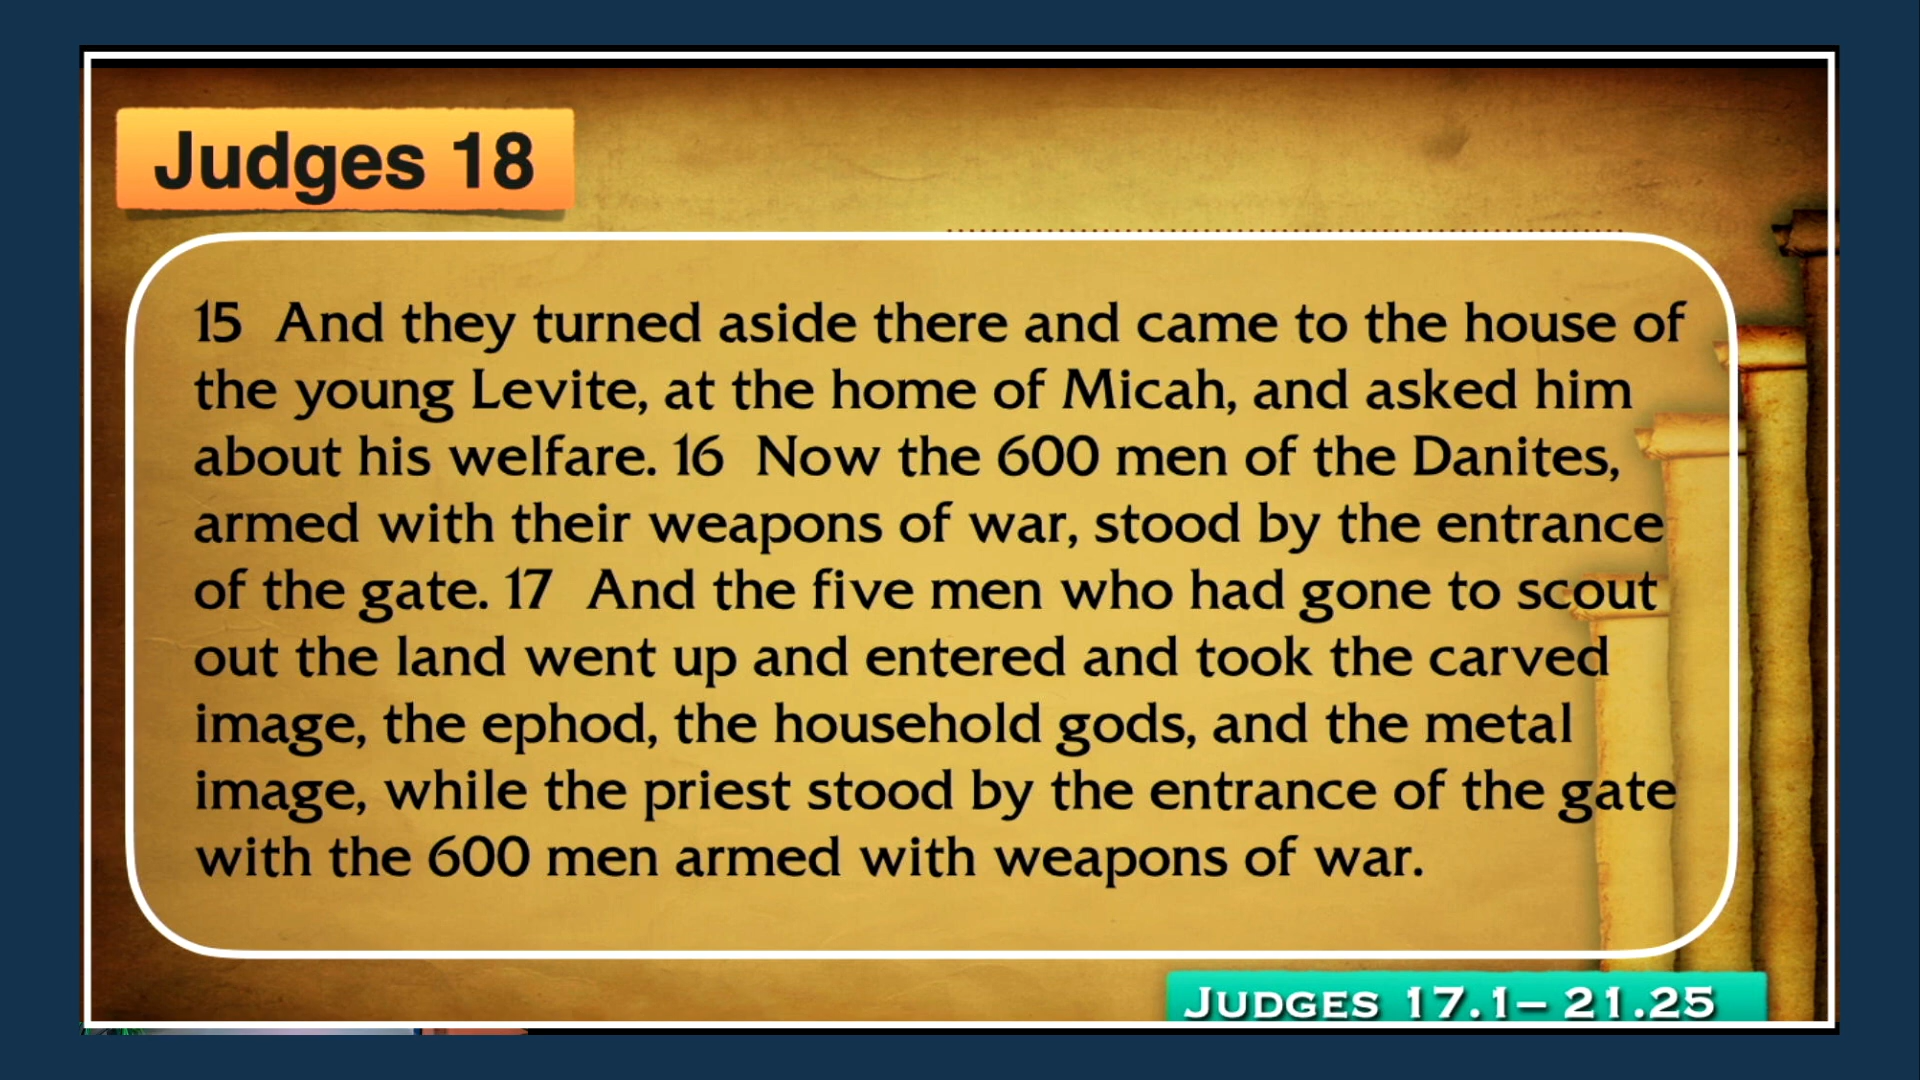 Judges 18
15 And they turned aside there and came to the house of
the young Levite, at the home of Micah, and asked him
about his welfare. 16 Now the 600 men of the Danites,
armed with their weapons of war, stood by the entrance
of the gate. 17 And the five men who had gone to scout
out the land went up and entered and took the carved
image, the ephod, the household gods, and the metal
image, while the priest stood by the entrance of the gate
with the 600 men armed with weapons of war.
JUDGES 17.1– 21.25